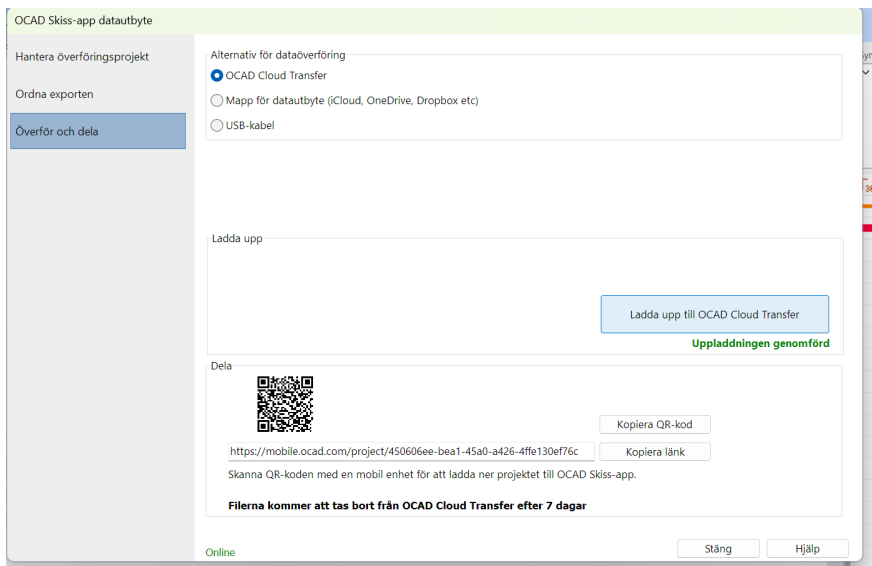 OCAD Skiss-app datautbyte
Hantera överföringsprojekt
Ordna exporten
Överför och dela
Alternativ för dataöverföring
OCAD Cloud Transfer
Mapp för datautbyte (iCloud, OneDrive, Dropbox etc)
USB-kabel
Ladda upp
Ladda upp till OCAD Cloud Transfer
Uppladdningen genomförd
Dela
Kopiera QR-kod
https://mobile.ocad.com/project/450606ee-bea1-45a0-a426-4ffe130ef76c
Kopiera länk
Skanna QR-koden med en mobil enhet för att ladda ner projektet till OCAD Skiss-app.
Filerna kommer att tas bort från OCAD Cloud Transfer efter 7 dagar
Online
Stäng
Hjälp